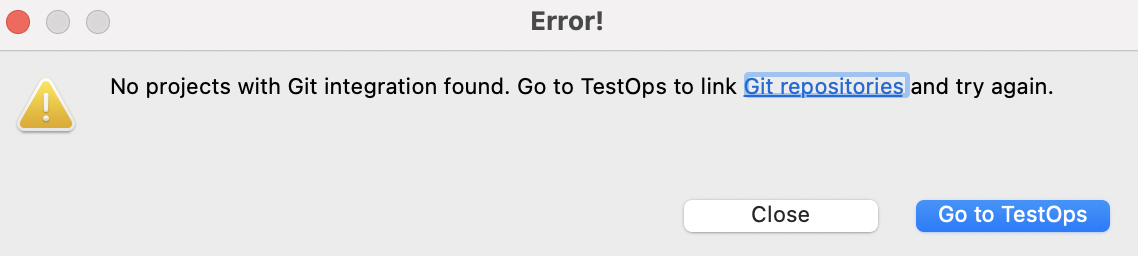 Error!
No projects with Git integration found. Go to TestOps to link Git repositories and try again.
Close
Go to TestOps